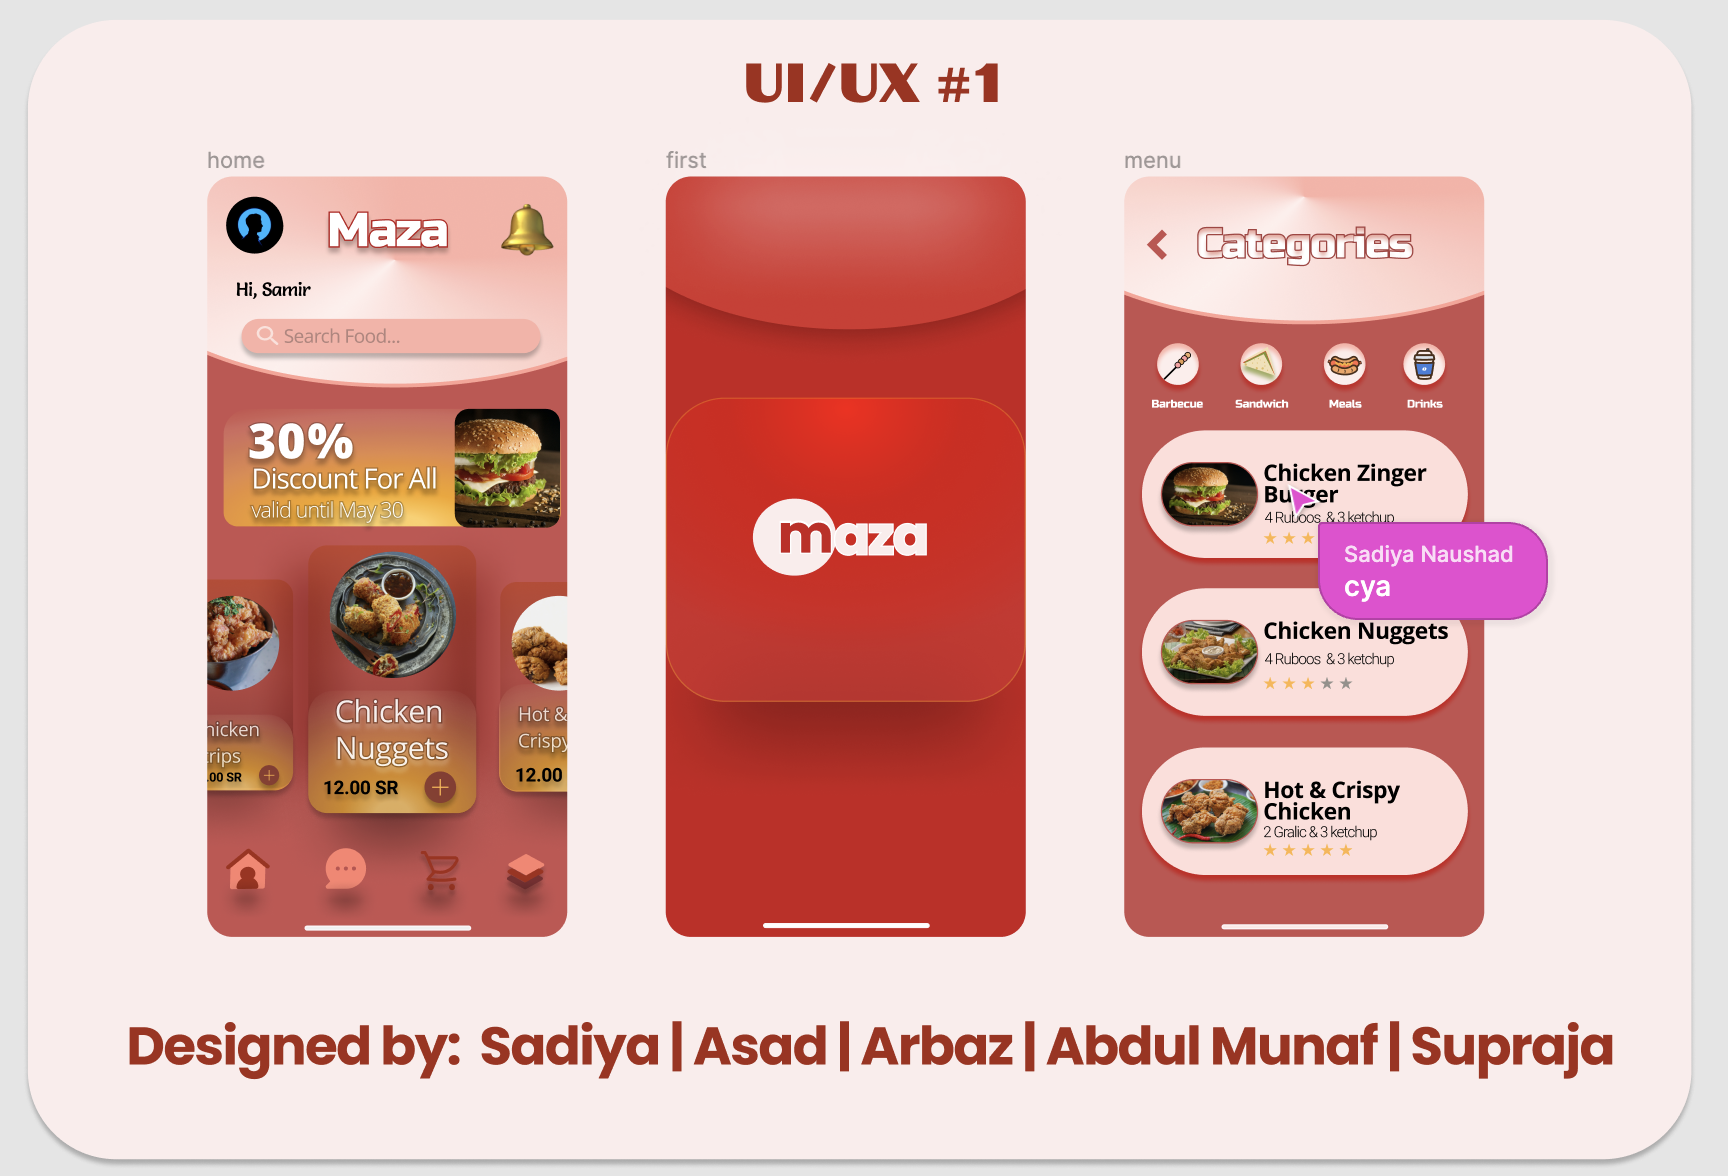 UI/UX #1
home
Maza
Hi, Samir
Search Food...
30%
Discount For All
valid until May 30
hicken
rips
.00 SR
Chicken
Nuggets
12.00 SR
Hot &
Crispy
12.00
first
maza
menu
Categories
Barbecue
Sandwich
Meals
Drinks
Chicken Zinger
Burger
4 Ruboos & 3 ketchup
Sadiya Naushad
cya
Chicken Nuggets
4 Ruboos & 3 ketchup
Hot & Crispy
Chicken
2 Gralic & 3 ketchup
Designed by: Sadiya | Asad | Arbaz | Abdul Munaf | Supraja